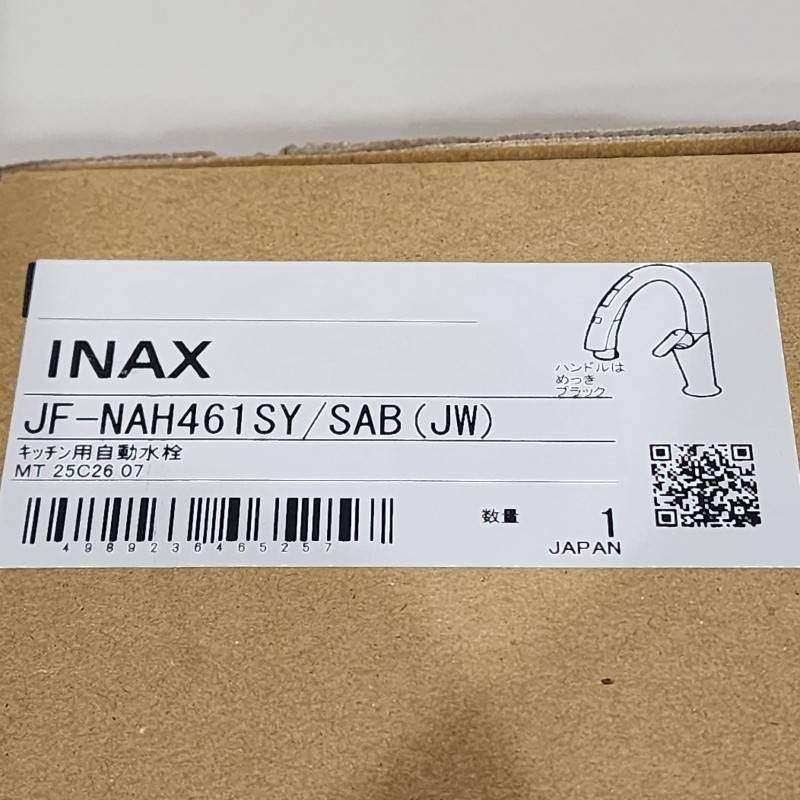 INAX
ハンドルは
めっき
ブラック
JF-NAH461SY/SAB(JW)
キッチン用自動水栓
MT 25C26 07
4989236465257
数量 1
JAPAN